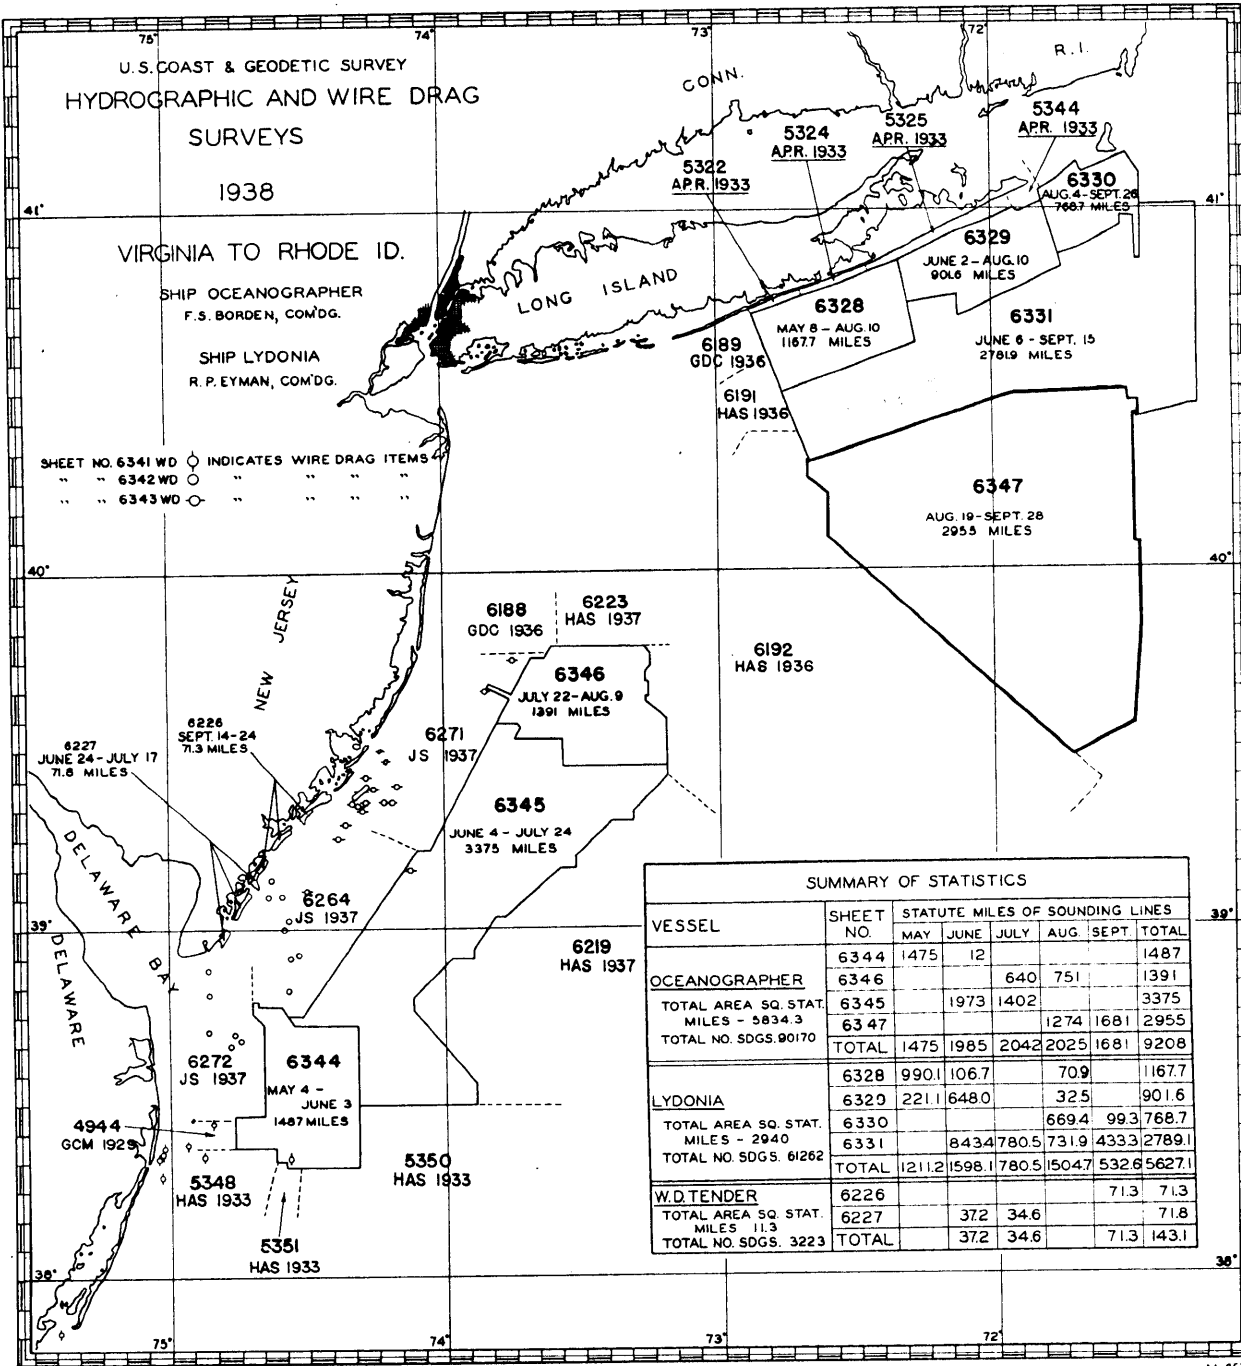 75°
74°
73°
72°
U.S. COAST & GEODETIC SURVEY
HYDROGRAPHIC AND WIRE DRAG
SURVEYS
1938
VIRGINIA TO RHODE ID.
SHIP OCEANOGRAPHER
F.S. BORDEN, COM'DG.
SHIP LYDONIA
R. P. EYMAN, COM'DG.
SHEET NO. 6341 WD INDICATES WIRE DRAG ITEMS
" " 6342 WD " " " "
" " 6343 WD " " " "
CONN.
R.I.
5322
APR. 1933
5324
APR. 1933
5325
APR. 1933
5344
APR. 1933
6330
AUG. 4-SEPT. 26
768.7 MILES
41°
41°
6329
JUNE 2-AUG.10
901.6 MILES
LONG ISLAND
6328
MAY 8-AUG.10
1167.7 MILES
6331
JUNE 6-SEPT. 15
2781.9 MILES
6189
GDC 1936
6191
HAS 1936
6347
AUG. 19-SEPT. 28
2955 MILES
40°
40°
NEW JERSEY
6188
GDC 1936
6223
HAS 1937
6192
HAS 1936
6346
JULY 22-AUG. 9
1391 MILES
6271
JS 1937
6226
SEPT. 14-24
71.3 MILES
6227
JUNE 24-JULY 17
71.8 MILES
6345
JUNE 4-JULY 24
3375 MILES
DELAWARE BAY
DELAWARE
6264
JS 1937
39°
39°
6219
HAS 1937
6272
JS 1937
6344
MAY 4-
JUNE 3
1487 MILES
4944
GCM 1929
5348
HAS 1933
5350
HAS 1933
5351
HAS 1933
38°
38°
SUMMARY OF STATISTICS
VESSEL SHEET NO. STATUTE MILES OF SOUNDING LINES
MAY JUNE JULY AUG. SEPT. TOTAL
6344 1475 12 1487
OCEANOGRAPHER 6346 640 751 1391
TOTAL AREA SQ. STAT. 6345 1973 1402 3375
MILES - 5834.3 6347 1274 1681 2955
TOTAL NO. SDGS. 90170 TOTAL 1475 1985 2042 2025 1681 9208
6328 990.1 106.7 70.9 1167.7
LYDONIA 6329 221.1 648.0 32.5 901.6
TOTAL AREA SQ. STAT. 6330 669.4 99.3 768.7
MILES - 2940 6331 843.4 780.5 731.9 433.3 2789.1
TOTAL NO. SDGS. 61262 TOTAL 1211.2 1598.1 780.5 1504.7 532.6 5627.1
W.D. TENDER 6226 71.3 71.3
TOTAL AREA SQ. STAT. 6227 37.2 34.6 71.8
MILES 11.3
TOTAL NO. SDGS. 3223 TOTAL 37.2 34.6 71.3 143.1
75°
74°
73°
72°